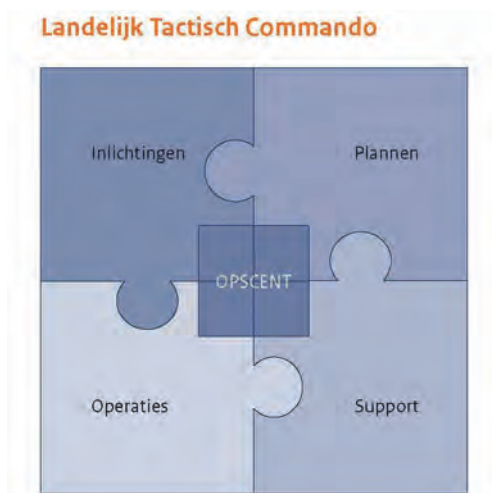 Landelijk Tactisch Commando
Inlichtingen
Plannen
OPSCENT
Operaties
Support